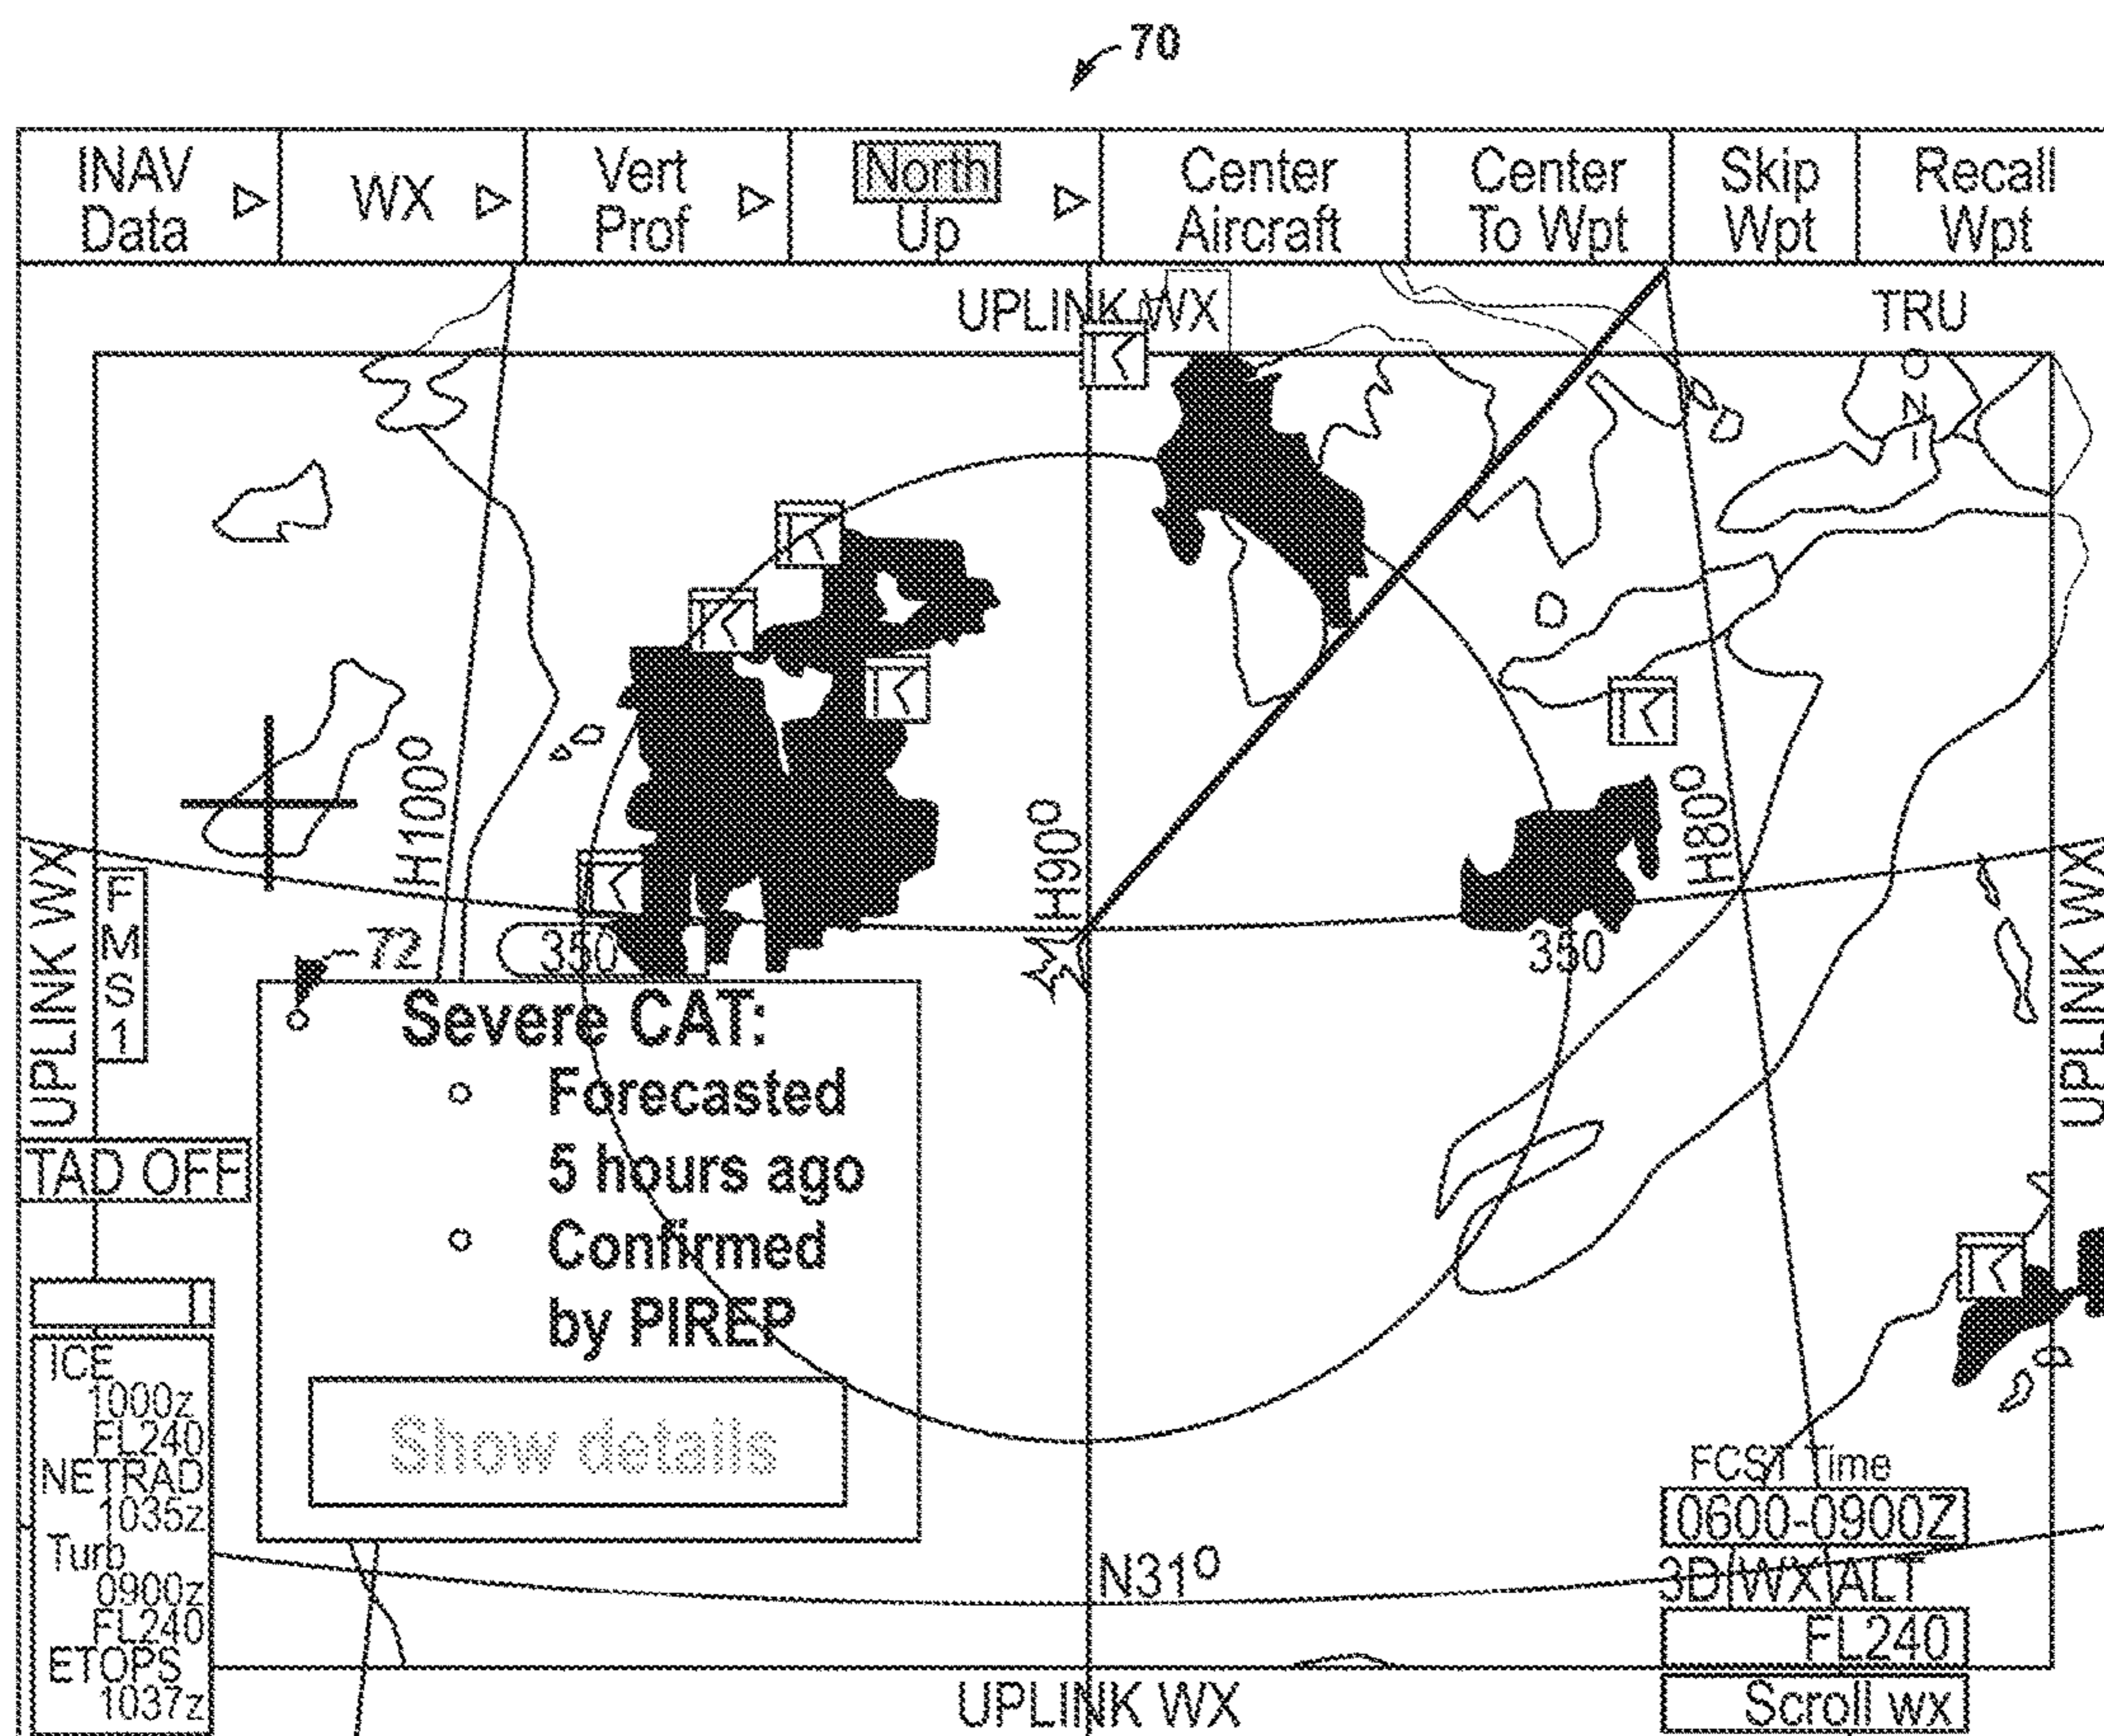 70
INAV
Data
WX
Vert
Prof
North
Up
Center
Aircraft
Center
To Wpt
Skip
Wpt
Recall
Wpt
UPLINK WX
TRU
ONT
H100°
H90°
H80°
UPLINK WX
FMS1
UPLINK WX
72
350
350
Severe CAT:
Forecasted
5 hours ago
Confirmed
by PIREP
Show details
TAD OFF
ICE
1000z
FL240
NETRAD
1035z
Turb
0900z
FL240
ETOPS
1037z
N31°
FCST Time
0600-0900Z
3D WX ALT
FL240
Scroll wx
UPLINK WX